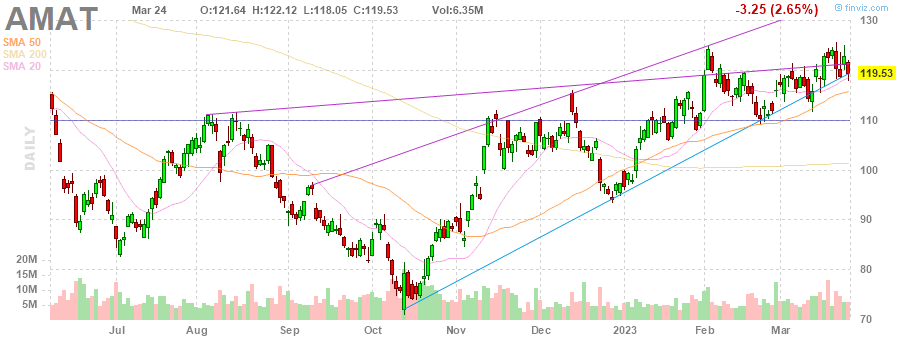 AMAT Mar 24 O:121.64 H:122.12 L:118.05 C:119.53 Vol:6.35M -3.25 (2.65%) @ finviz.com
SMA 50
SMA 200
SMA 20
DAILY
130
119.53
110
100
90
80
70
20M
15M
10M
5M
Jul Aug Sep Oct Nov Dec 2023 Feb Mar